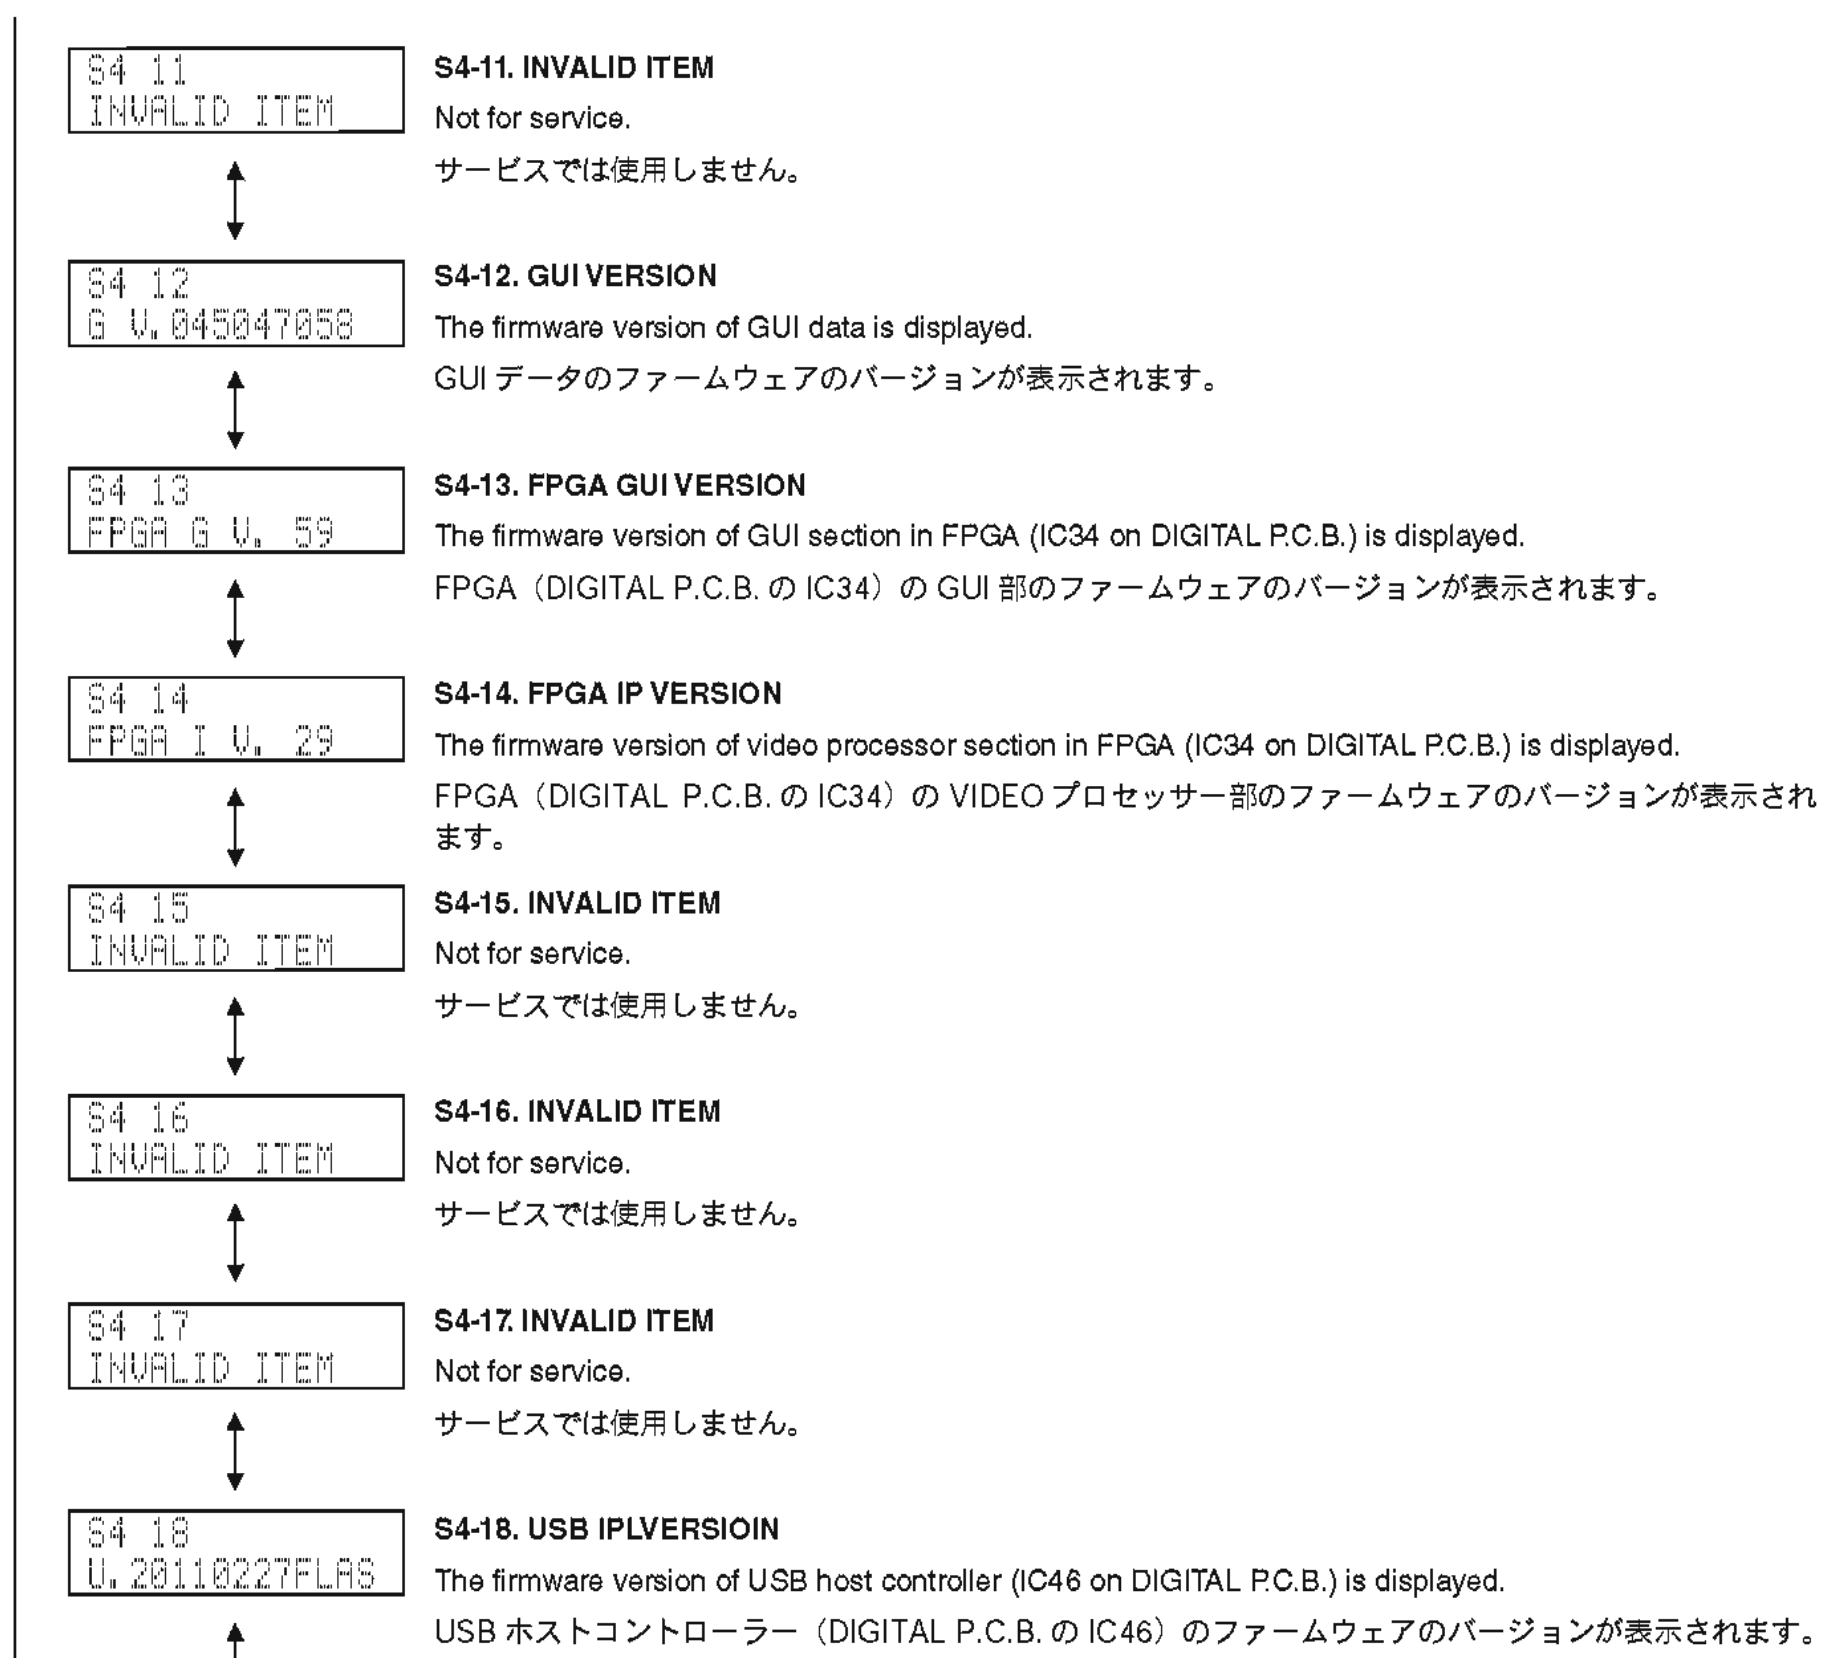 S4 11
INVALID ITEM
S4-11. INVALID ITEM
Not for service.
サービスでは使用しません。
S4 12
G V.045047058
S4-12. GUI VERSION
The firmware version of GUI data is displayed.
GUI データのファームウェアのバージョンが表示されます。
S4 13
FPGA G V. 59
S4-13. FPGA GUI VERSION
The firmware version of GUI section in FPGA (IC34 on DIGITAL P.C.B.) is displayed.
FPGA（DIGITAL P.C.B. の IC34）の GUI 部のファームウェアのバージョンが表示されます。
S4 14
FPGA I V. 29
S4-14. FPGA IP VERSION
The firmware version of video processor section in FPGA (IC34 on DIGITAL P.C.B.) is displayed.
FPGA（DIGITAL P.C.B. の IC34）の VIDEO プロセッサー部のファームウェアのバージョンが表示され
ます。
S4 15
INVALID ITEM
S4-15. INVALID ITEM
Not for service.
サービスでは使用しません。
S4 16
INVALID ITEM
S4-16. INVALID ITEM
Not for service.
サービスでは使用しません。
S4 17
INVALID ITEM
S4-17. INVALID ITEM
Not for service.
サービスでは使用しません。
S4 18
U.20110227FLAS
S4-18. USB IPLVERSIOIN
The firmware version of USB host controller (IC46 on DIGITAL P.C.B.) is displayed.
USB ホストコントローラー（DIGITAL P.C.B. の IC46）のファームウェアのバージョンが表示されます。